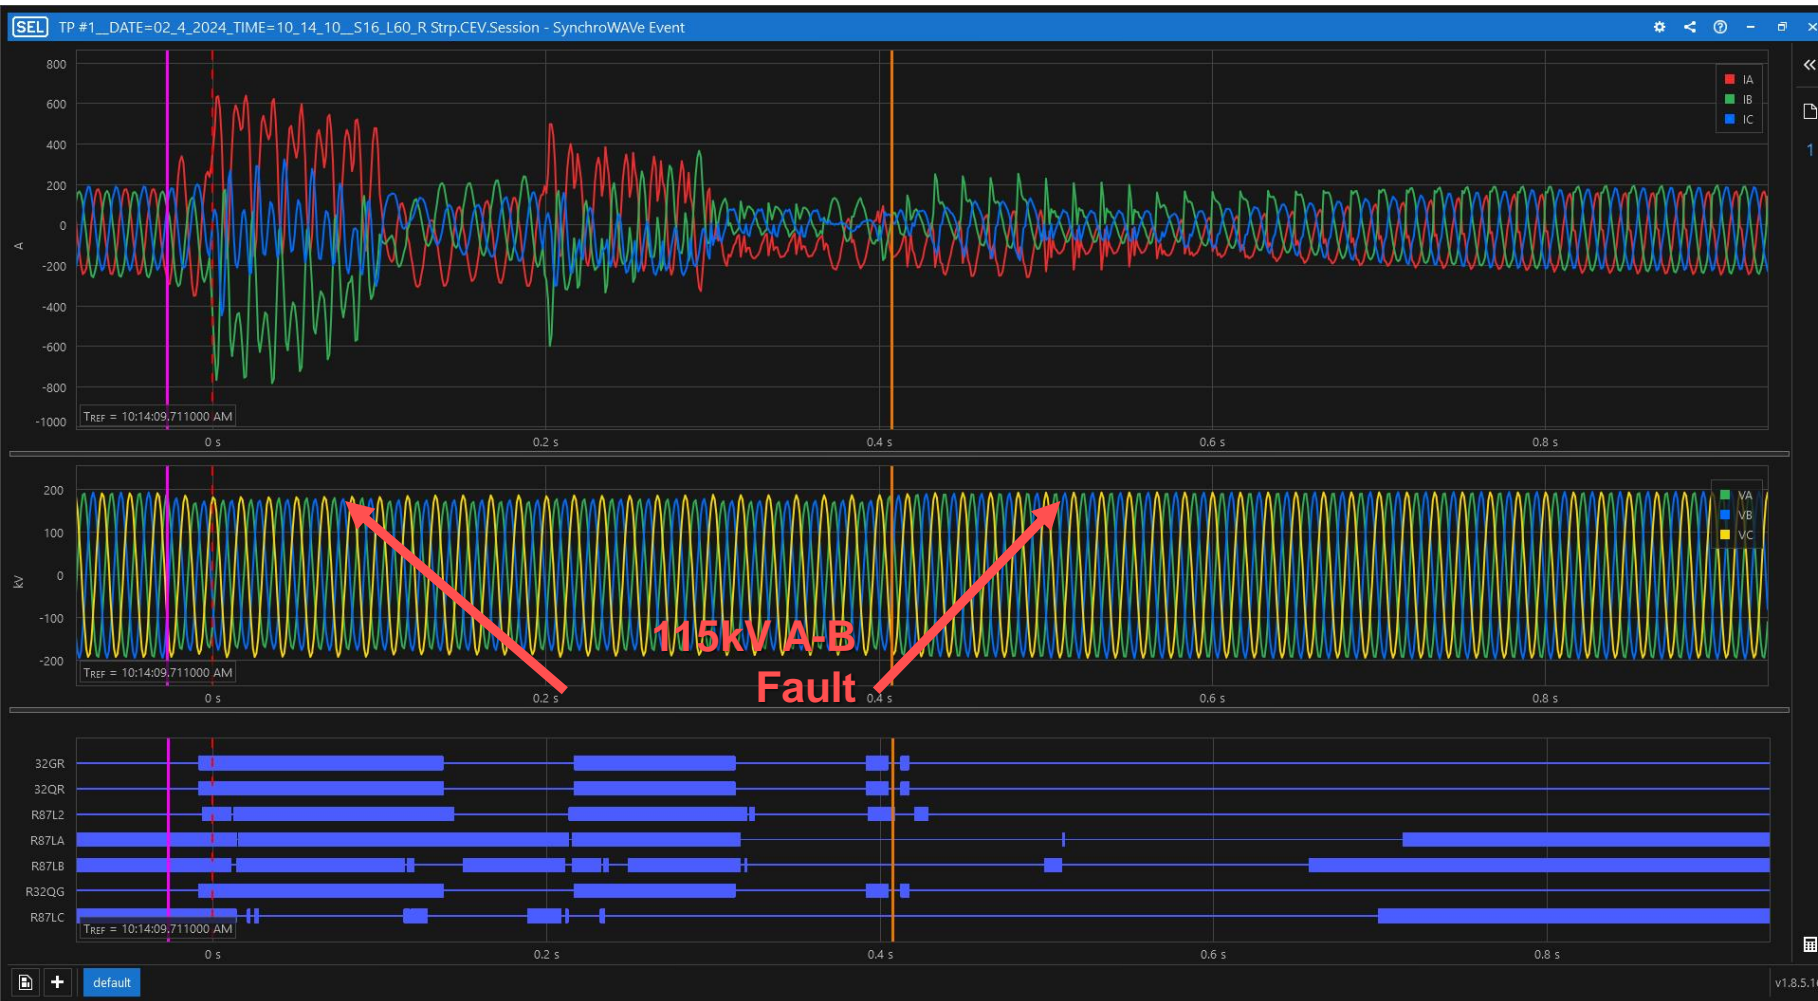 SEL TP #1__DATE=02_4_2024_TIME=10_14_10__S16_L60_R Strp.CEV.Session - SynchroWAVe Event
800
600
400
200
0
-200
-400
-600
-800
-1000
A
IA
IB
IC
1
TREF = 10:14:09.711000 AM
0 s
0.2 s
0.4 s
0.6 s
0.8 s
200
100
0
-100
-200
kV
VA
VB
VC
115kV A-B
Fault
TREF = 10:14:09.711000 AM
0 s
0.2 s
0.4 s
0.6 s
0.8 s
32GR
32QR
R87L2
R87LA
R87LB
R32QG
R87LC
TREF = 10:14:09.711000 AM
0 s
0.2 s
0.4 s
0.6 s
0.8 s
default